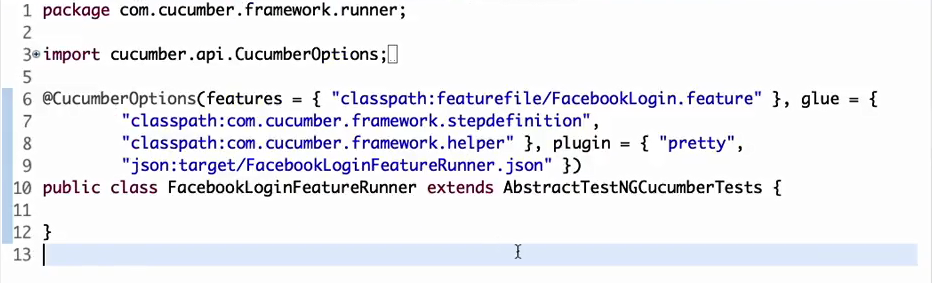 1 package com.cucumber.framework.runner;
2
3 import cucumber.api.CucumberOptions;
5
6 @CucumberOptions(features = { "classpath:featurefile/FacebookLogin.feature" }, glue = {
7 "classpath:com.cucumber.framework.stepdefinition",
8 "classpath:com.cucumber.framework.helper" }, plugin = { "pretty",
9 "json:target/FacebookLoginFeatureRunner.json" })
10 public class FacebookLoginFeatureRunner extends AbstractTestNGCucumberTests {
11
12 }
13